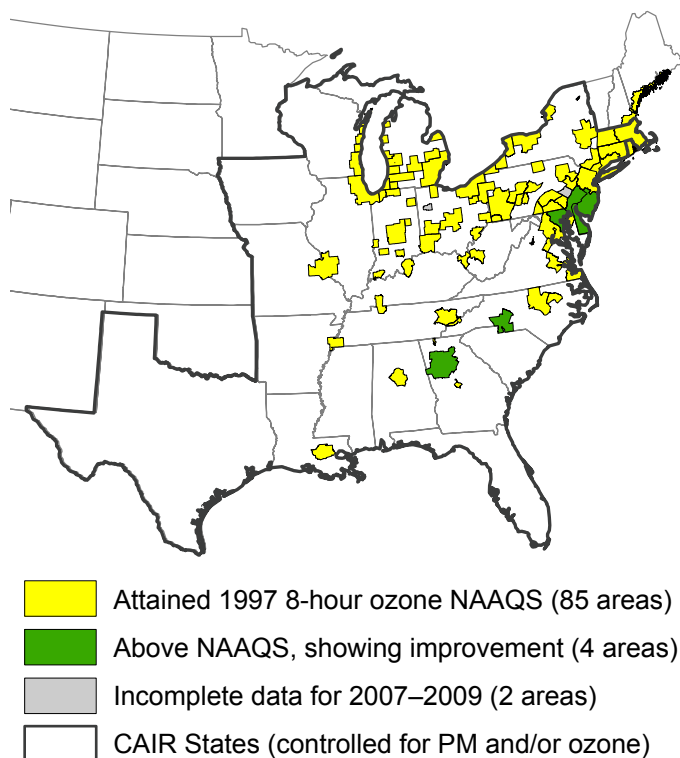 Attained 1997 8-hour ozone NAAQS (85 areas)
Above NAAQS, showing improvement (4 areas)
Incomplete data for 2007–2009 (2 areas)
CAIR States (controlled for PM and/or ozone)